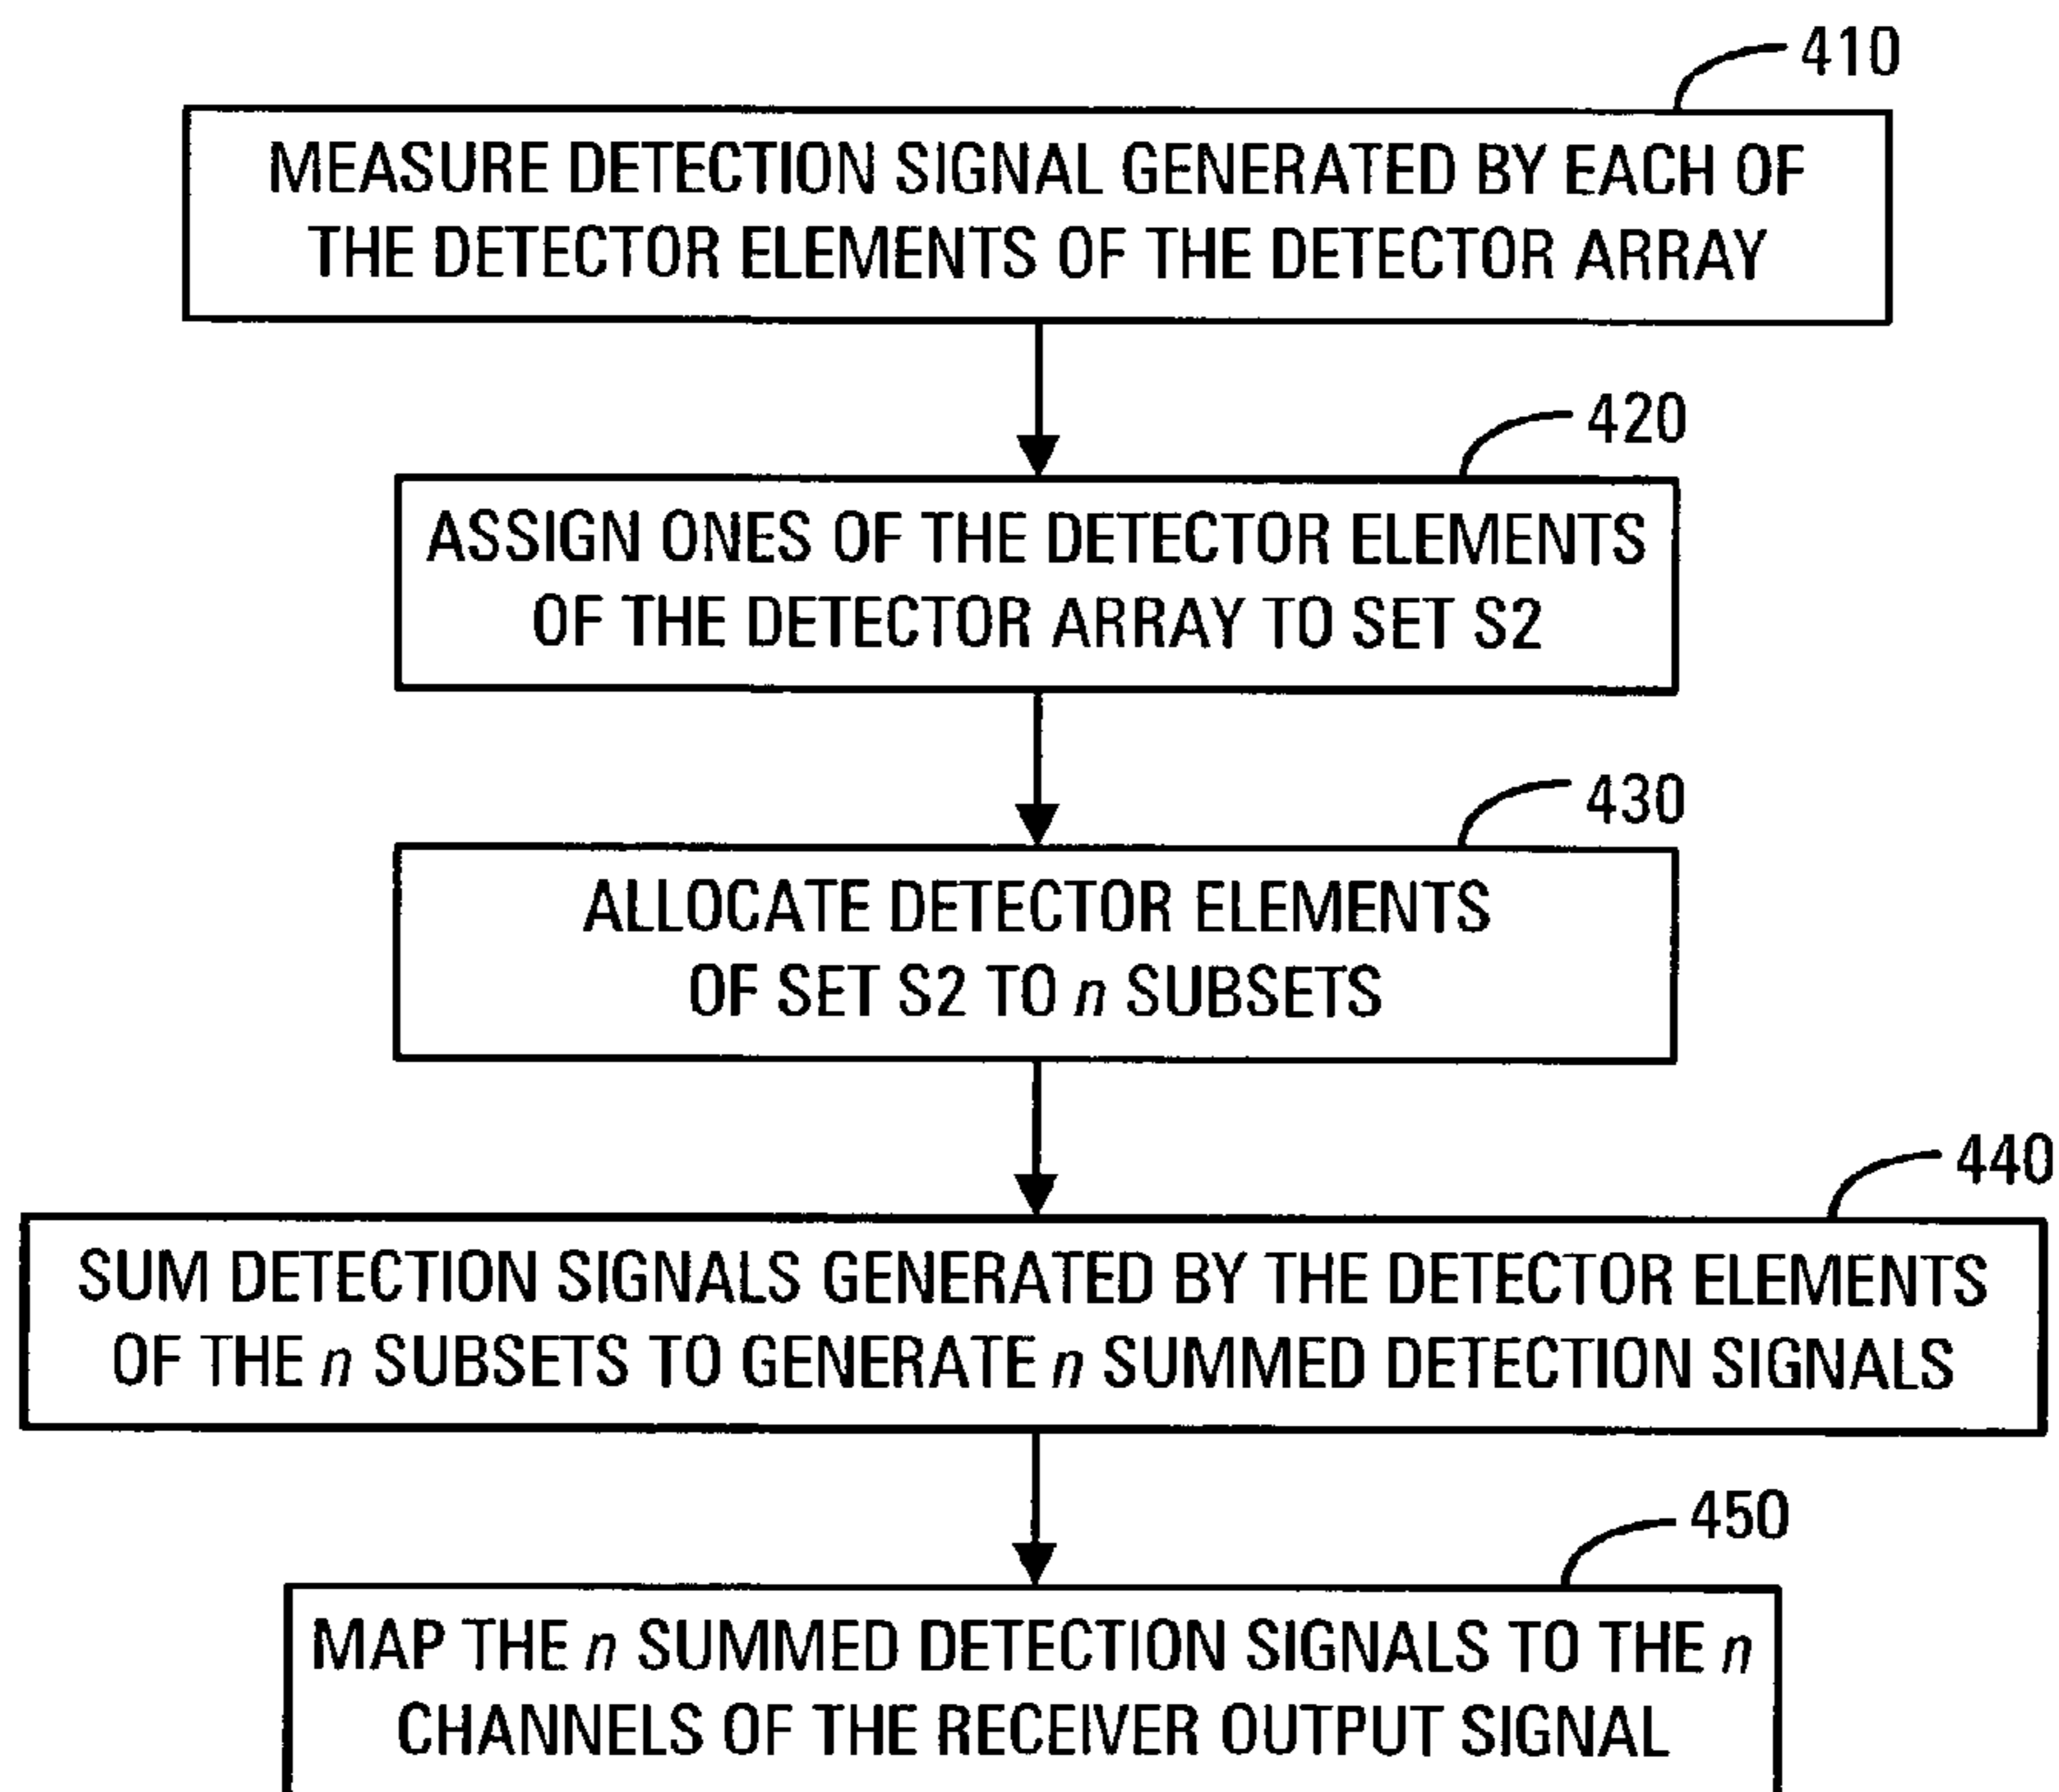 410
MEASURE DETECTION SIGNAL GENERATED BY EACH OF
THE DETECTOR ELEMENTS OF THE DETECTOR ARRAY
420
ASSIGN ONES OF THE DETECTOR ELEMENTS
OF THE DETECTOR ARRAY TO SET S2
430
ALLOCATE DETECTOR ELEMENTS
OF SET S2 TO n SUBSETS
440
SUM DETECTION SIGNALS GENERATED BY THE DETECTOR ELEMENTS
OF THE n SUBSETS TO GENERATE n SUMMED DETECTION SIGNALS
450
MAP THE n SUMMED DETECTION SIGNALS TO THE n
CHANNELS OF THE RECEIVER OUTPUT SIGNAL